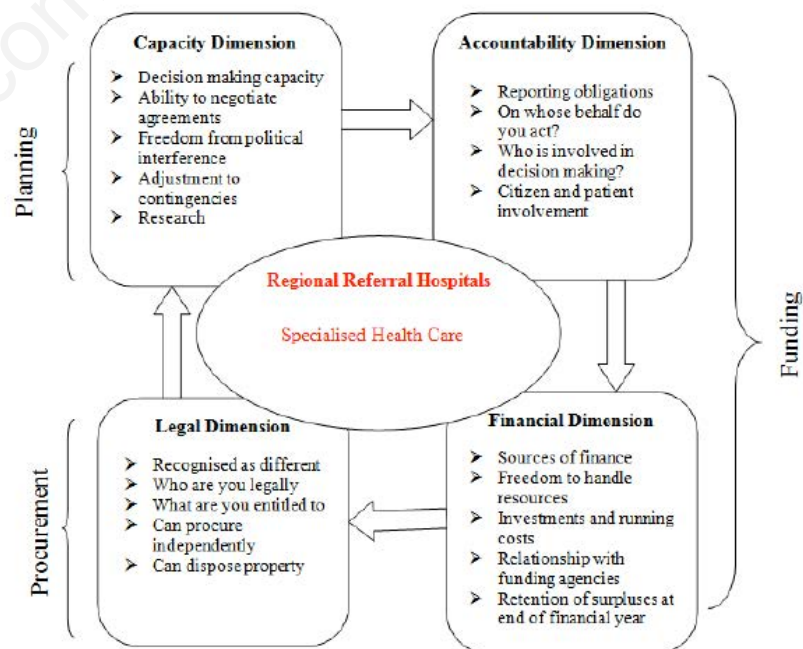 Capacity Dimension
➢ Decision making capacity
➢ Ability to negotiate
agreements
➢ Freedom from political
interference
➢ Adjustment to
contingencies
➢ Research
Accountability Dimension
➢ Reporting obligations
➢ On whose behalf do
you act?
➢ Who is involved in
decision making?
➢ Citizen and patient
involvement
Planning
Regional Referral Hospitals
Specialised Health Care
Funding
Legal Dimension
➢ Recognised as different
➢ Who are you legally
➢ What are you entitled to
➢ Can procure
independently
➢ Can dispose property
Financial Dimension
➢ Sources of finance
➢ Freedom to handle
resources
➢ Investments and running
costs
➢ Relationship with
funding agencies
➢ Retention of surpluses at
end of financial year
Procurement